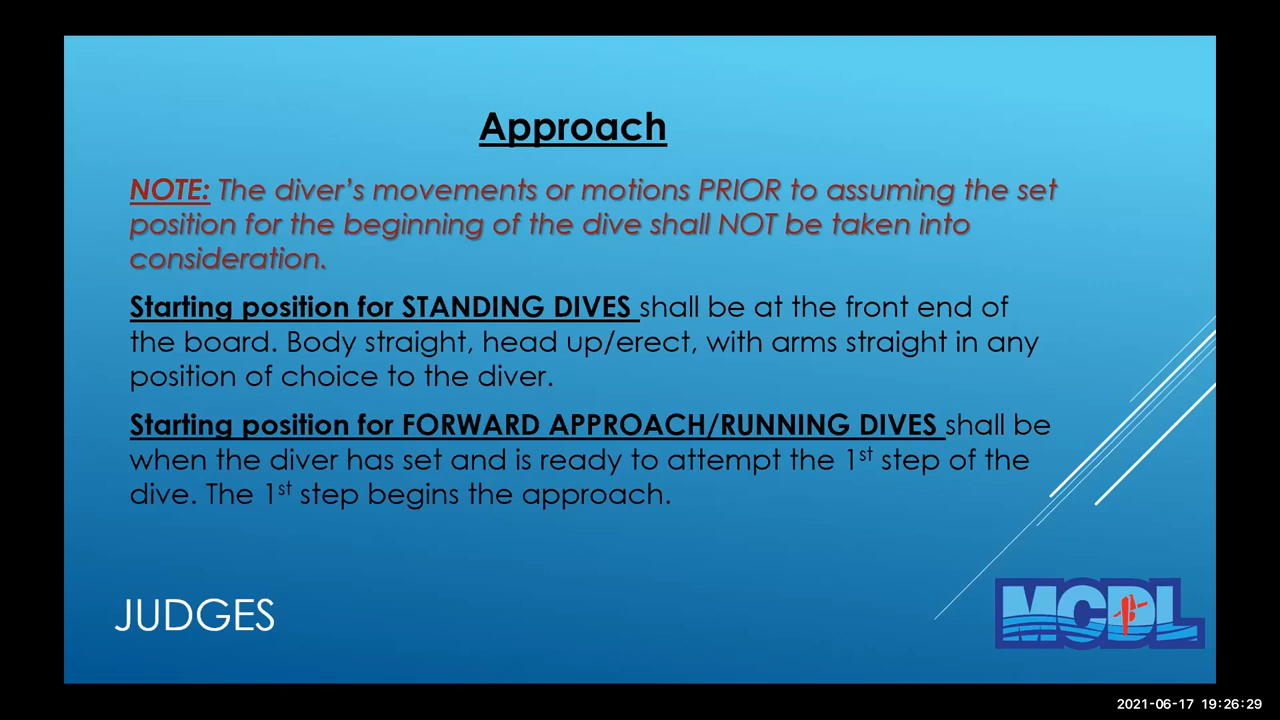 Approach
NOTE: The diver's movements or motions PRIOR to assuming the set
position for the beginning of the dive shall NOT be taken into
consideration.
Starting position for STANDING DIVES shall be at the front end of
the board. Body straight, head up/erect, with arms straight in any
position of choice to the diver.
Starting position for FORWARD APPROACH/RUNNING DIVES shall be
when the diver has set and is ready to attempt the 1st step of the
dive. The 1st step begins the approach.
JUDGES
MCDL
2021-06-17 19:26:29